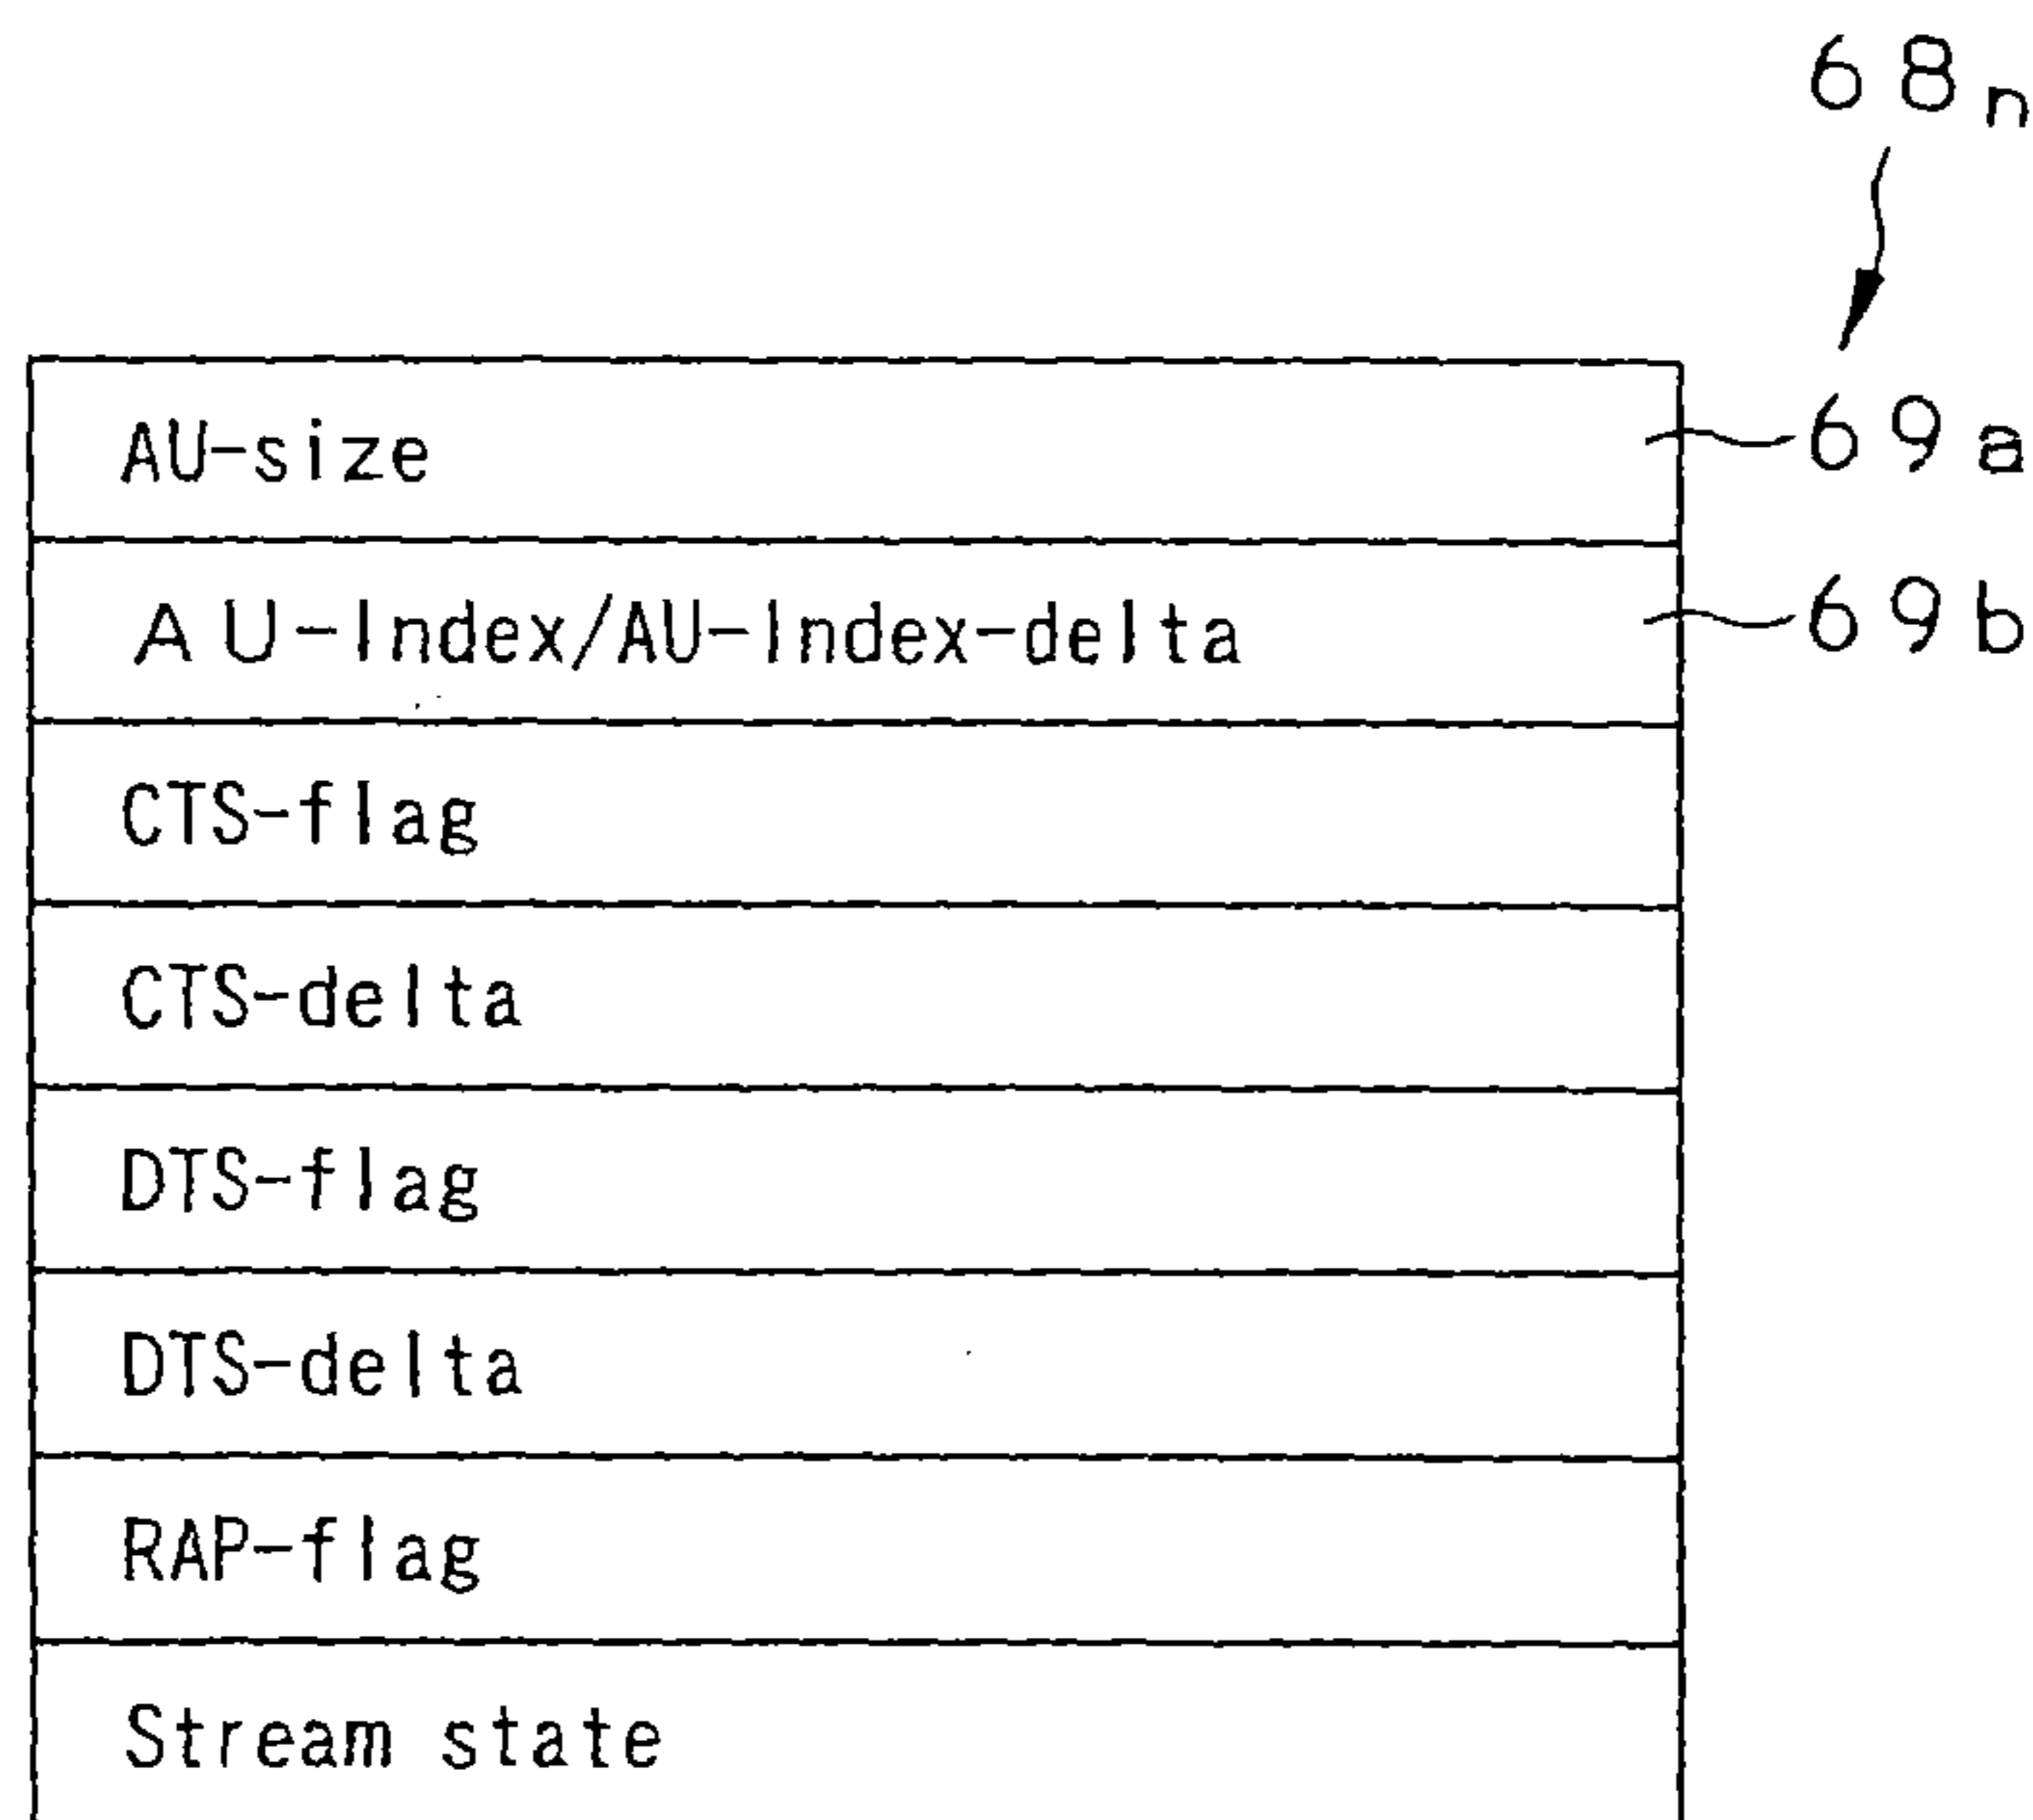 68n
AU-size 69a
AU-Index/AU-Index-delta 69b
CTS-flag
CTS-delta
DTS-flag
DTS-delta
RAP-flag
Stream state